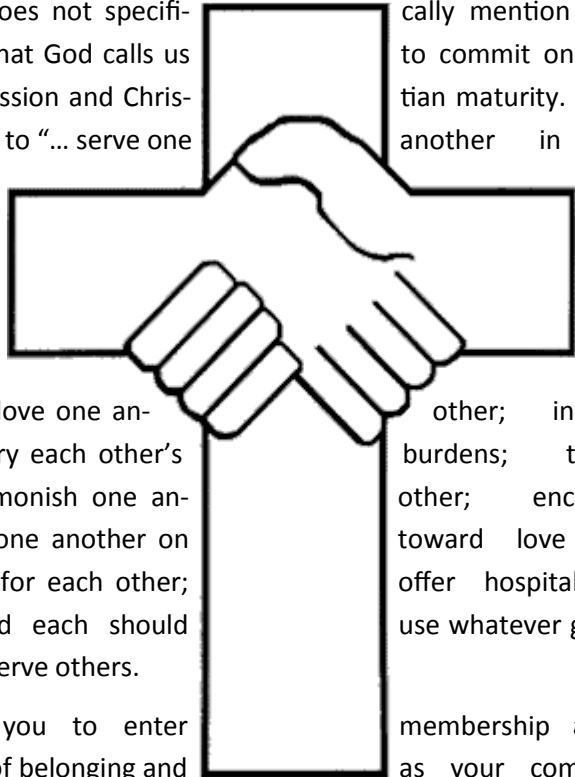 oes not specifi- cally mention
hat God calls us to commit on
ssion and Chris- tian maturity.
to “... serve one another in
love one an- other; in
ry each other’s burdens; t
monish one an- other; enc
one another on toward love
for each other; offer hospital
d each should use whatever g
erve others.
you to enter membership a
of belonging and as your com